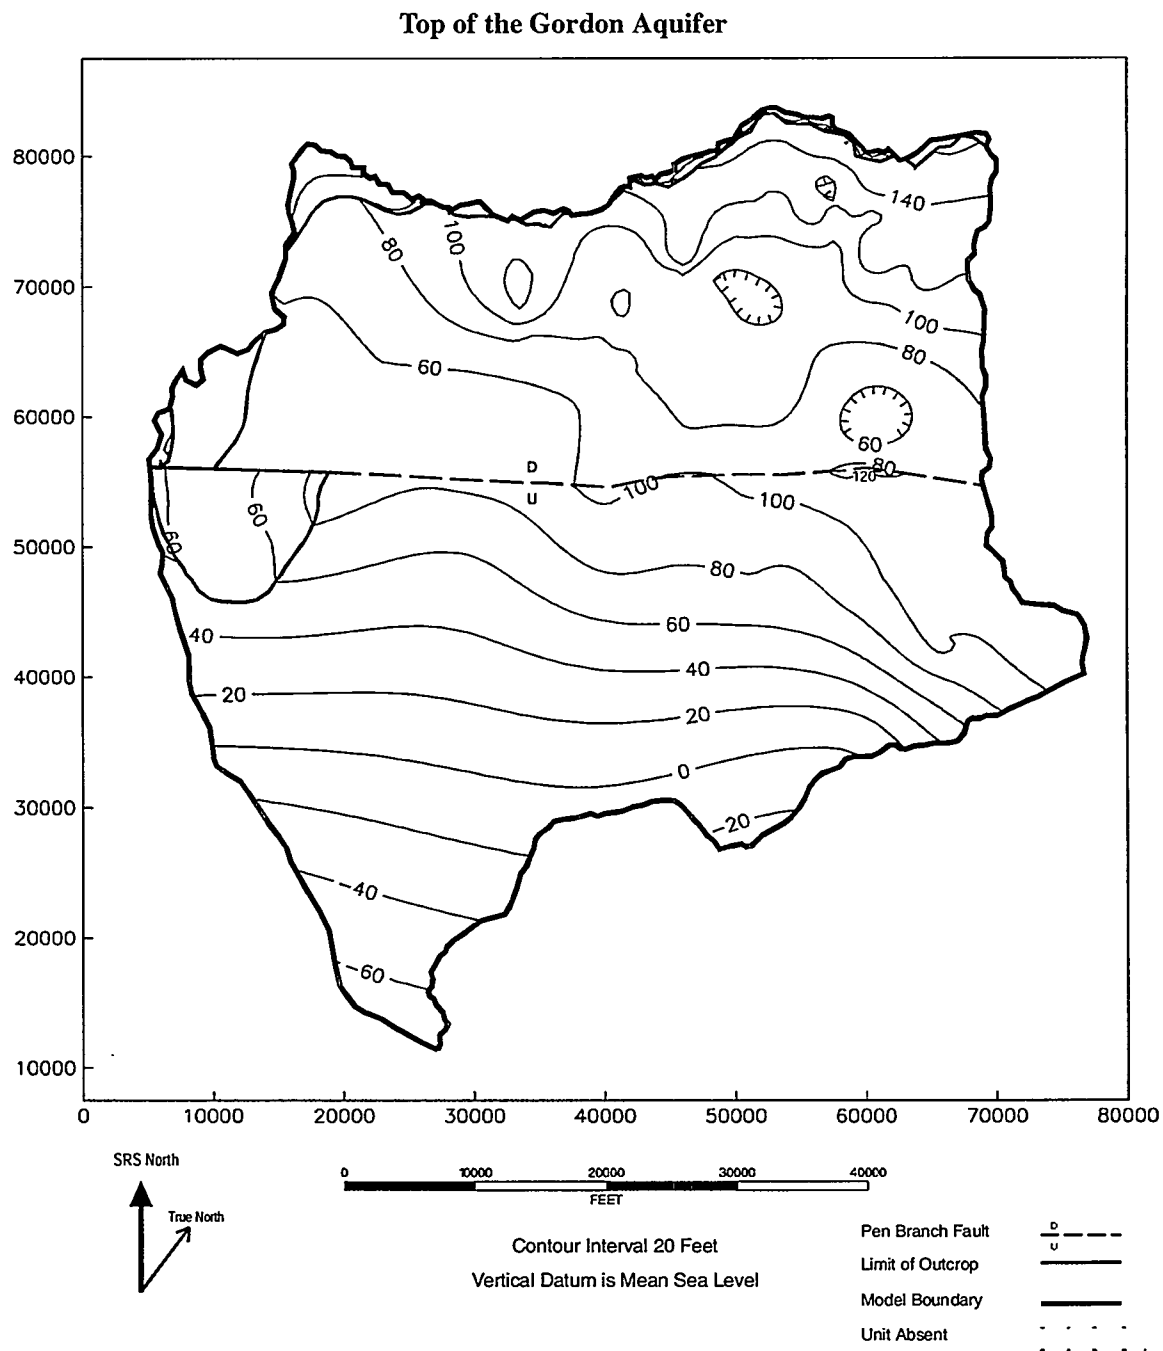 Top of the Gordon Aquifer
80000
140
100
80
70000
100
80
60
60000
60
80
D
120
U
100
100
60
60
50000
80
60
40
40000
40
20
20
0
30000
-20
-40
20000
-60
10000
0 10000 20000 30000 40000 50000 60000 70000 80000
SRS North
True North
0 10000 20000 30000 40000
FEET
Contour Interval 20 Feet
Vertical Datum is Mean Sea Level
Pen Branch Fault
D
U
Limit of Outcrop
Model Boundary
Unit Absent